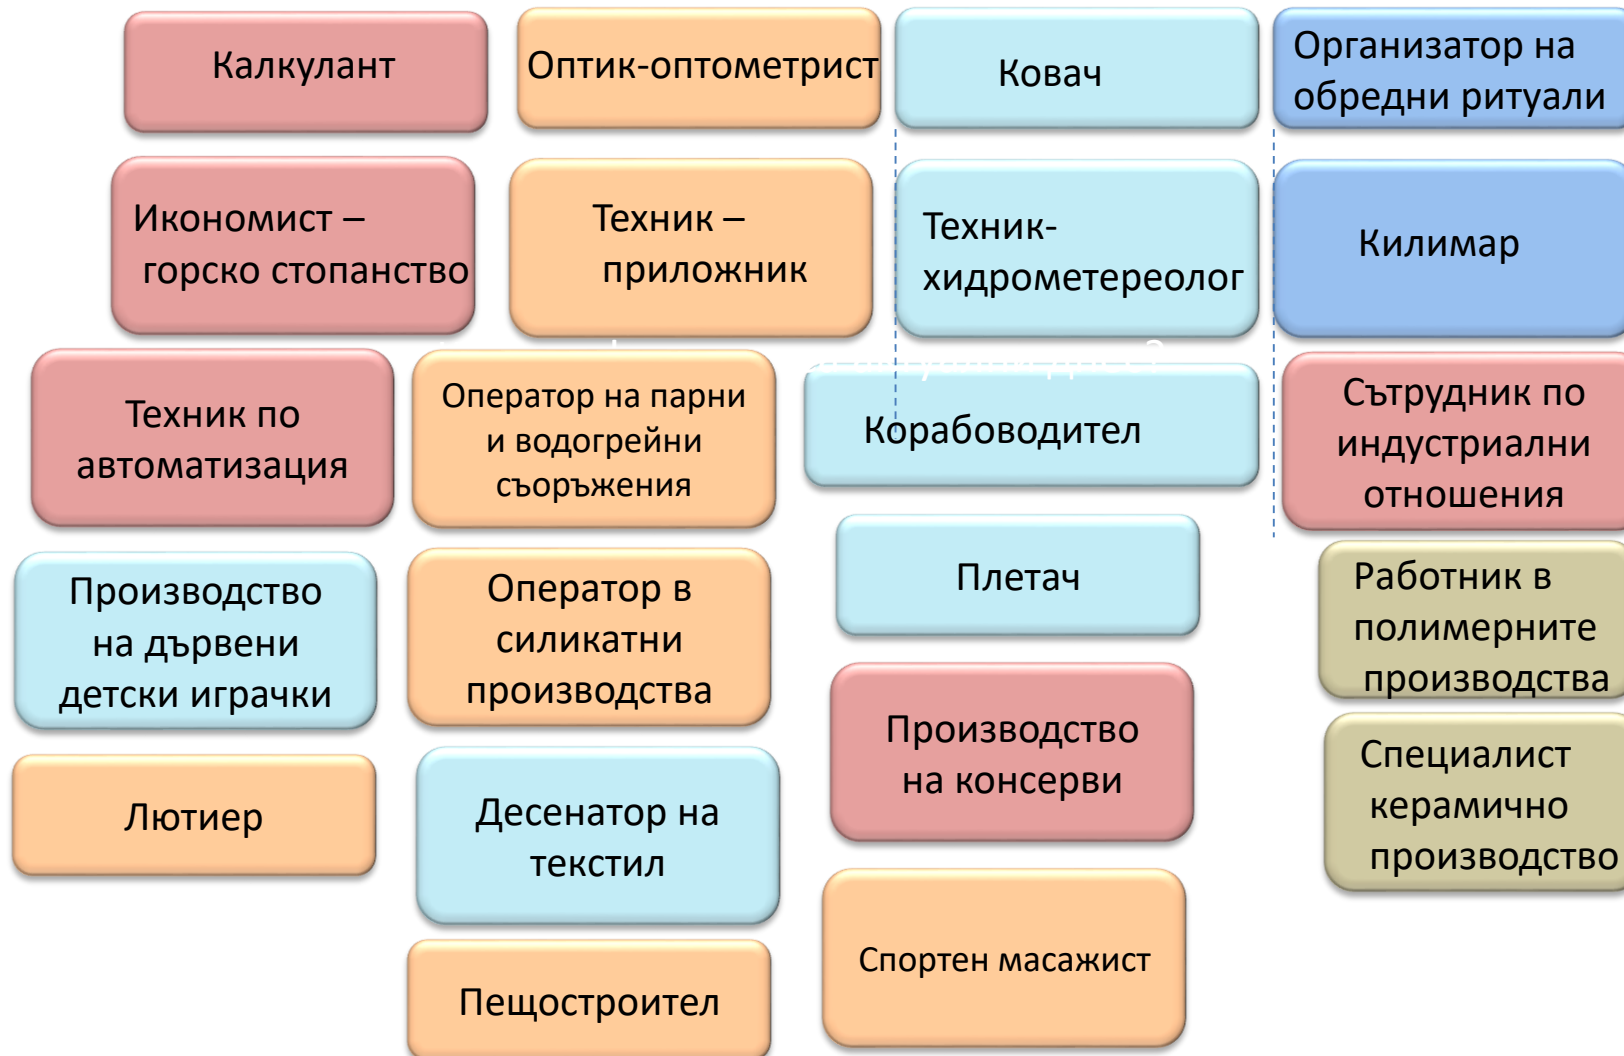 Калкулант
Оптик-оптометрист
Ковач
Организатор на
обредни ритуали
Икономист –
горско стопанство
Техник –
приложник
Техник-
хидрометереолог
Килимар
Техник по
автоматизация
Оператор на парни
и водогрейни
съоръжения
Корабоводител
Сътрудник по
индустриални
отношения
Производство
на дървени
детски играчки
Оператор в
силикатни
производства
Плетач
Работник в
полимерните
производства
Лютиер
Десенатор на
текстил
Производство
на консерви
Специалист
керамично
производство
Пещостроител
Спортен масажист